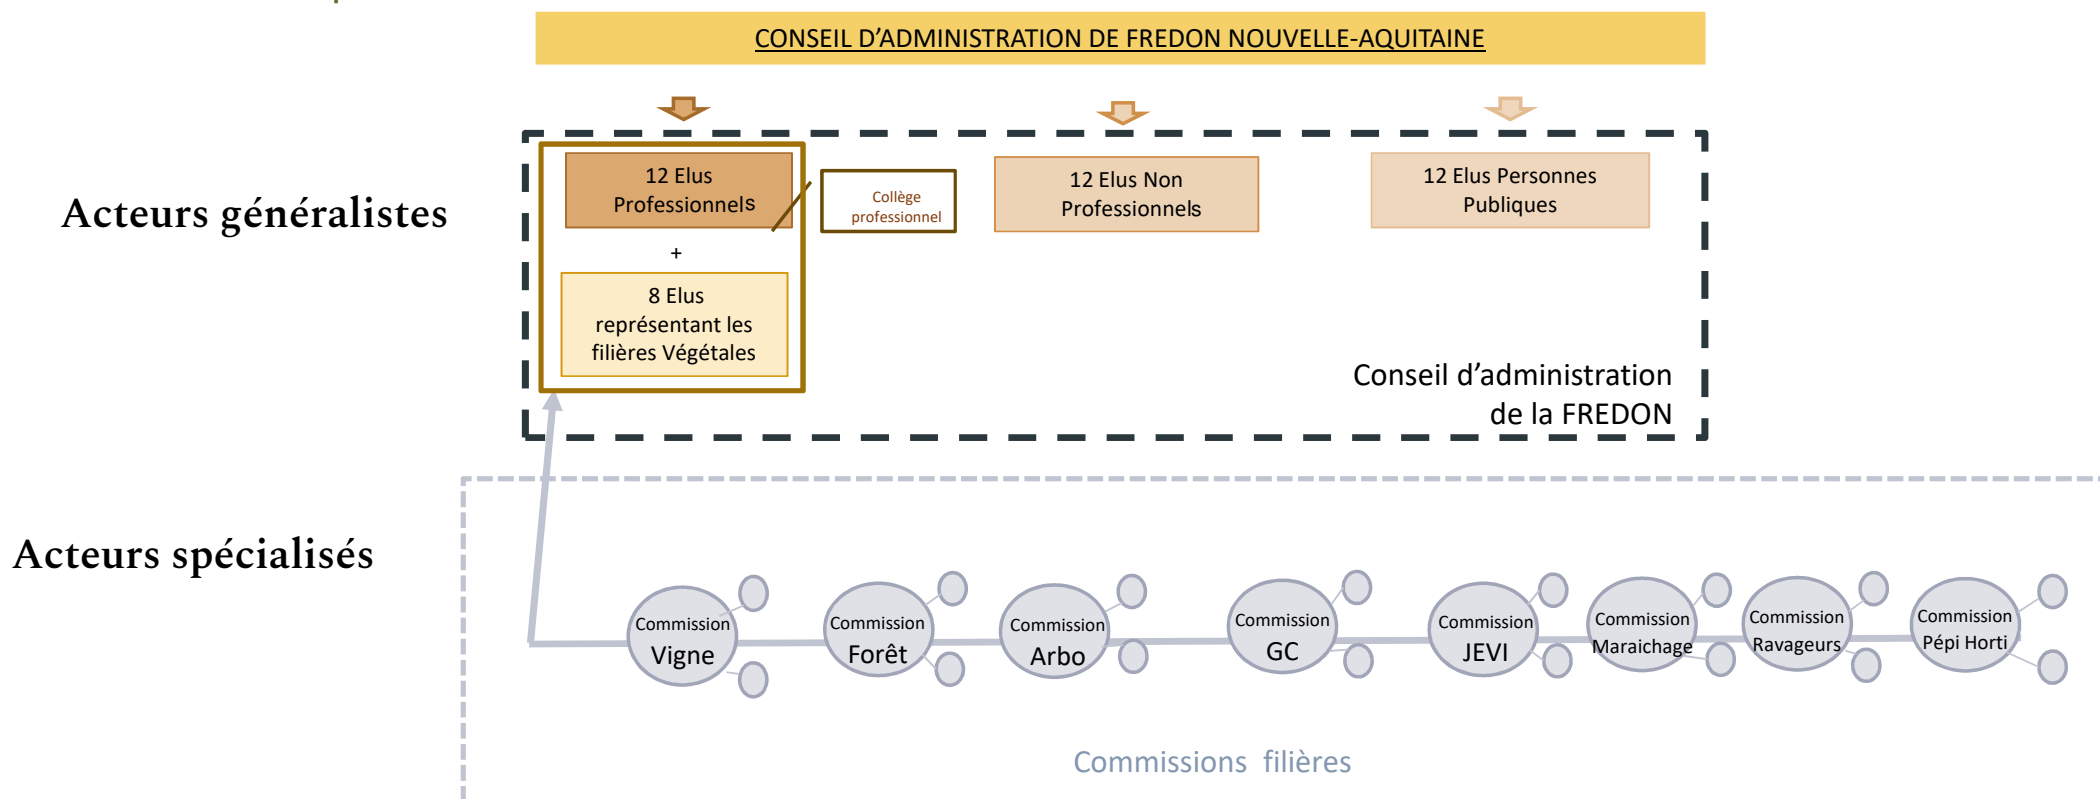 CONSEIL D’ADMINISTRATION DE FREDON NOUVELLE-AQUITAINE
Acteurs généralistes
12 Elus
Professionnels
+
8 Elus
représentant les
filières Végétales
Collège
professionnel
12 Elus Non
Professionnels
12 Elus Personnes
Publiques
Conseil d’administration
de la FREDON
Acteurs spécialisés
Commission
Vigne
Commission
Forêt
Commission
Arbo
Commission
GC
Commission
JEVI
Commission
Maraichage
Commission
Ravageurs
Commission
Pépi Horti
Commissions filières